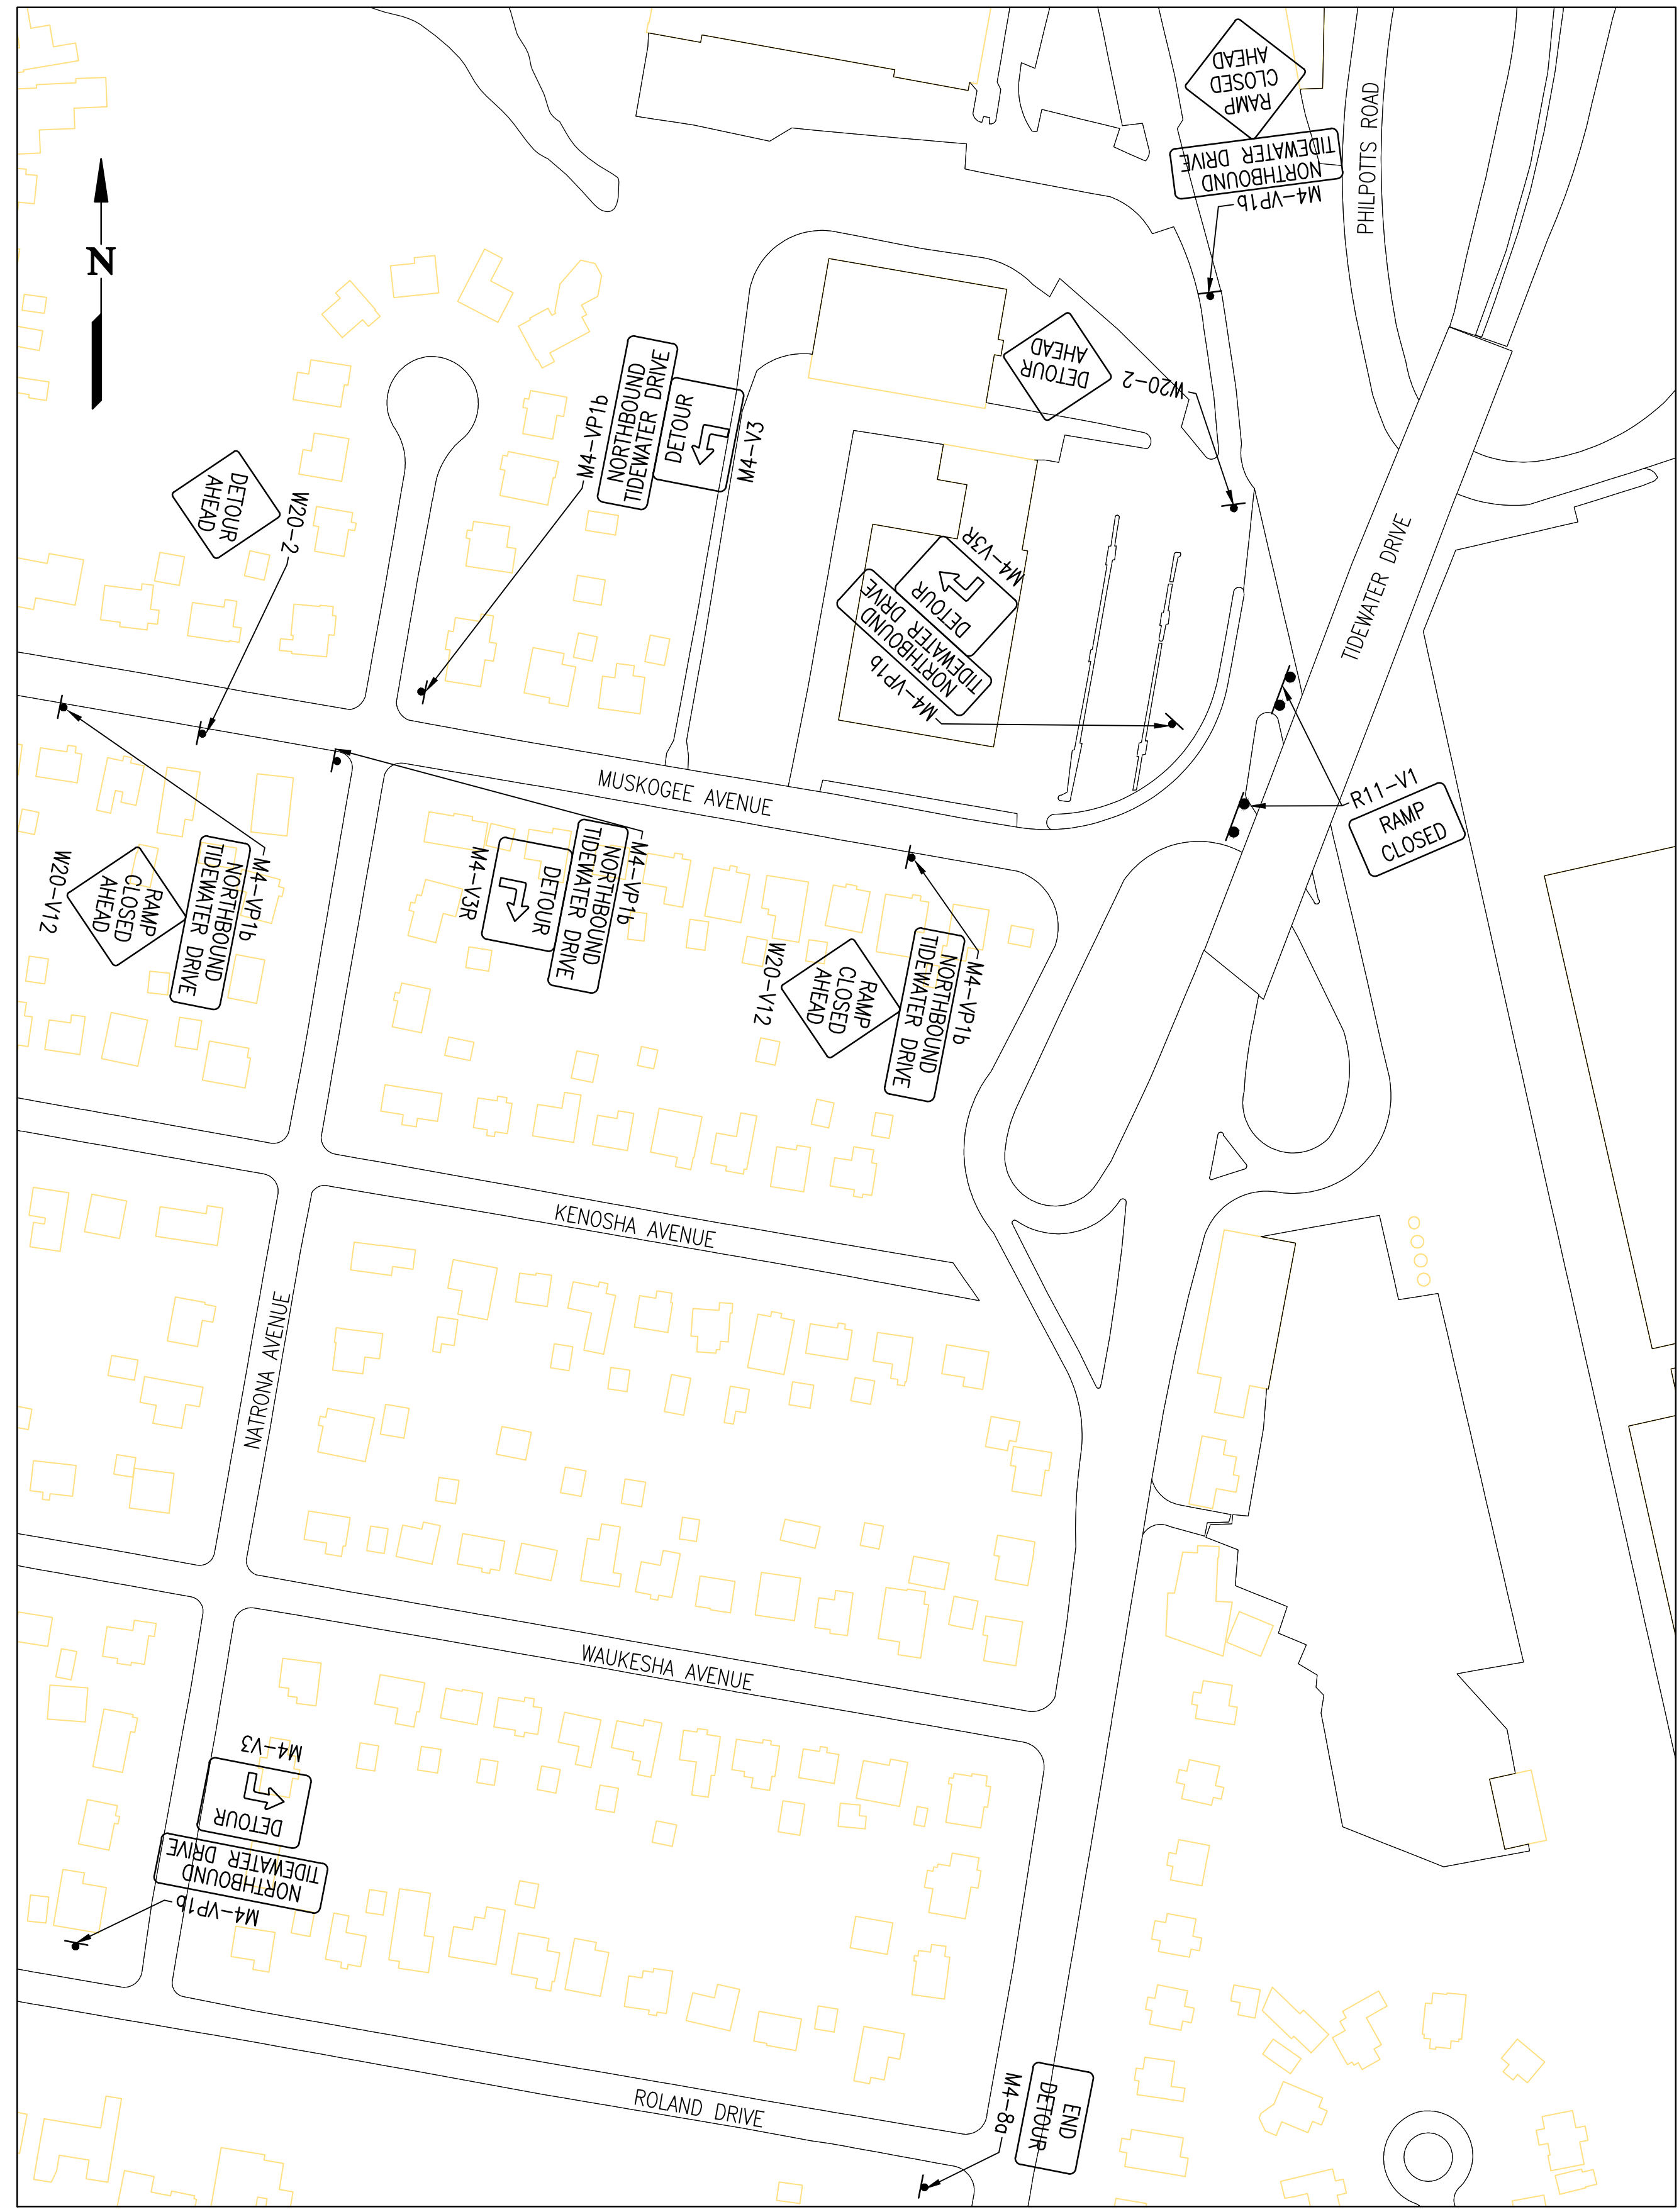 RAMP
CLOSED
AHEAD
NORTHBOUND
TIDEWATER DRIVE
M4-VP1b
PHILPOTTS ROAD
N
DETOUR
AHEAD
W20-2
M4-VP1b
NORTHBOUND
TIDEWATER DRIVE
DETOUR
M4-V3
DETOUR
AHEAD
W20-2
M4-V3R
DETOUR
NORTHBOUND
TIDEWATER DRIVE
M4-VP1b
TIDEWATER DRIVE
MUSKOGEE AVENUE
R11-V1
RAMP
CLOSED
M4-VP1b
NORTHBOUND
TIDEWATER DRIVE
RAMP
CLOSED
AHEAD
W20-V12
M4-VP1b
NORTHBOUND
TIDEWATER DRIVE
DETOUR
M4-V3R
M4-VP1b
NORTHBOUND
TIDEWATER DRIVE
RAMP
CLOSED
AHEAD
W20-V12
KENOSHA AVENUE
NATRONA AVENUE
WAUKESHA AVENUE
M4-V3
DETOUR
NORTHBOUND
TIDEWATER DRIVE
M4-VP1b
ROLAND DRIVE
END
DETOUR
M4-8a